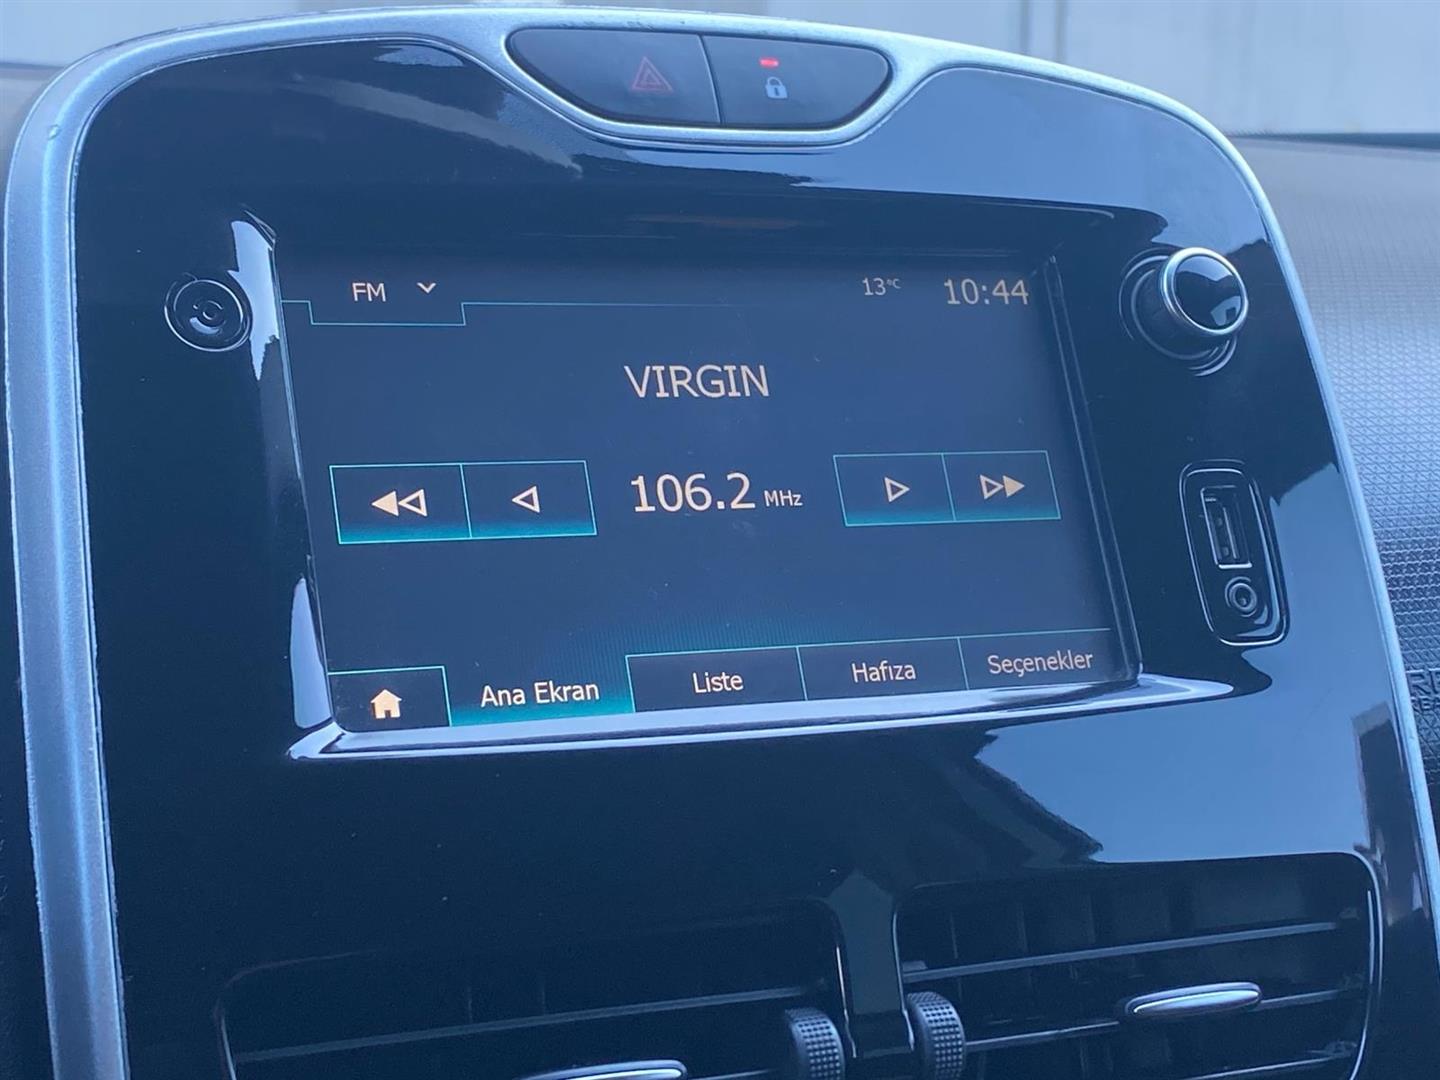 FM
13°C 10:44
VIRGIN
106.2 MHz
Ana Ekran Liste Hafıza Seçenekler